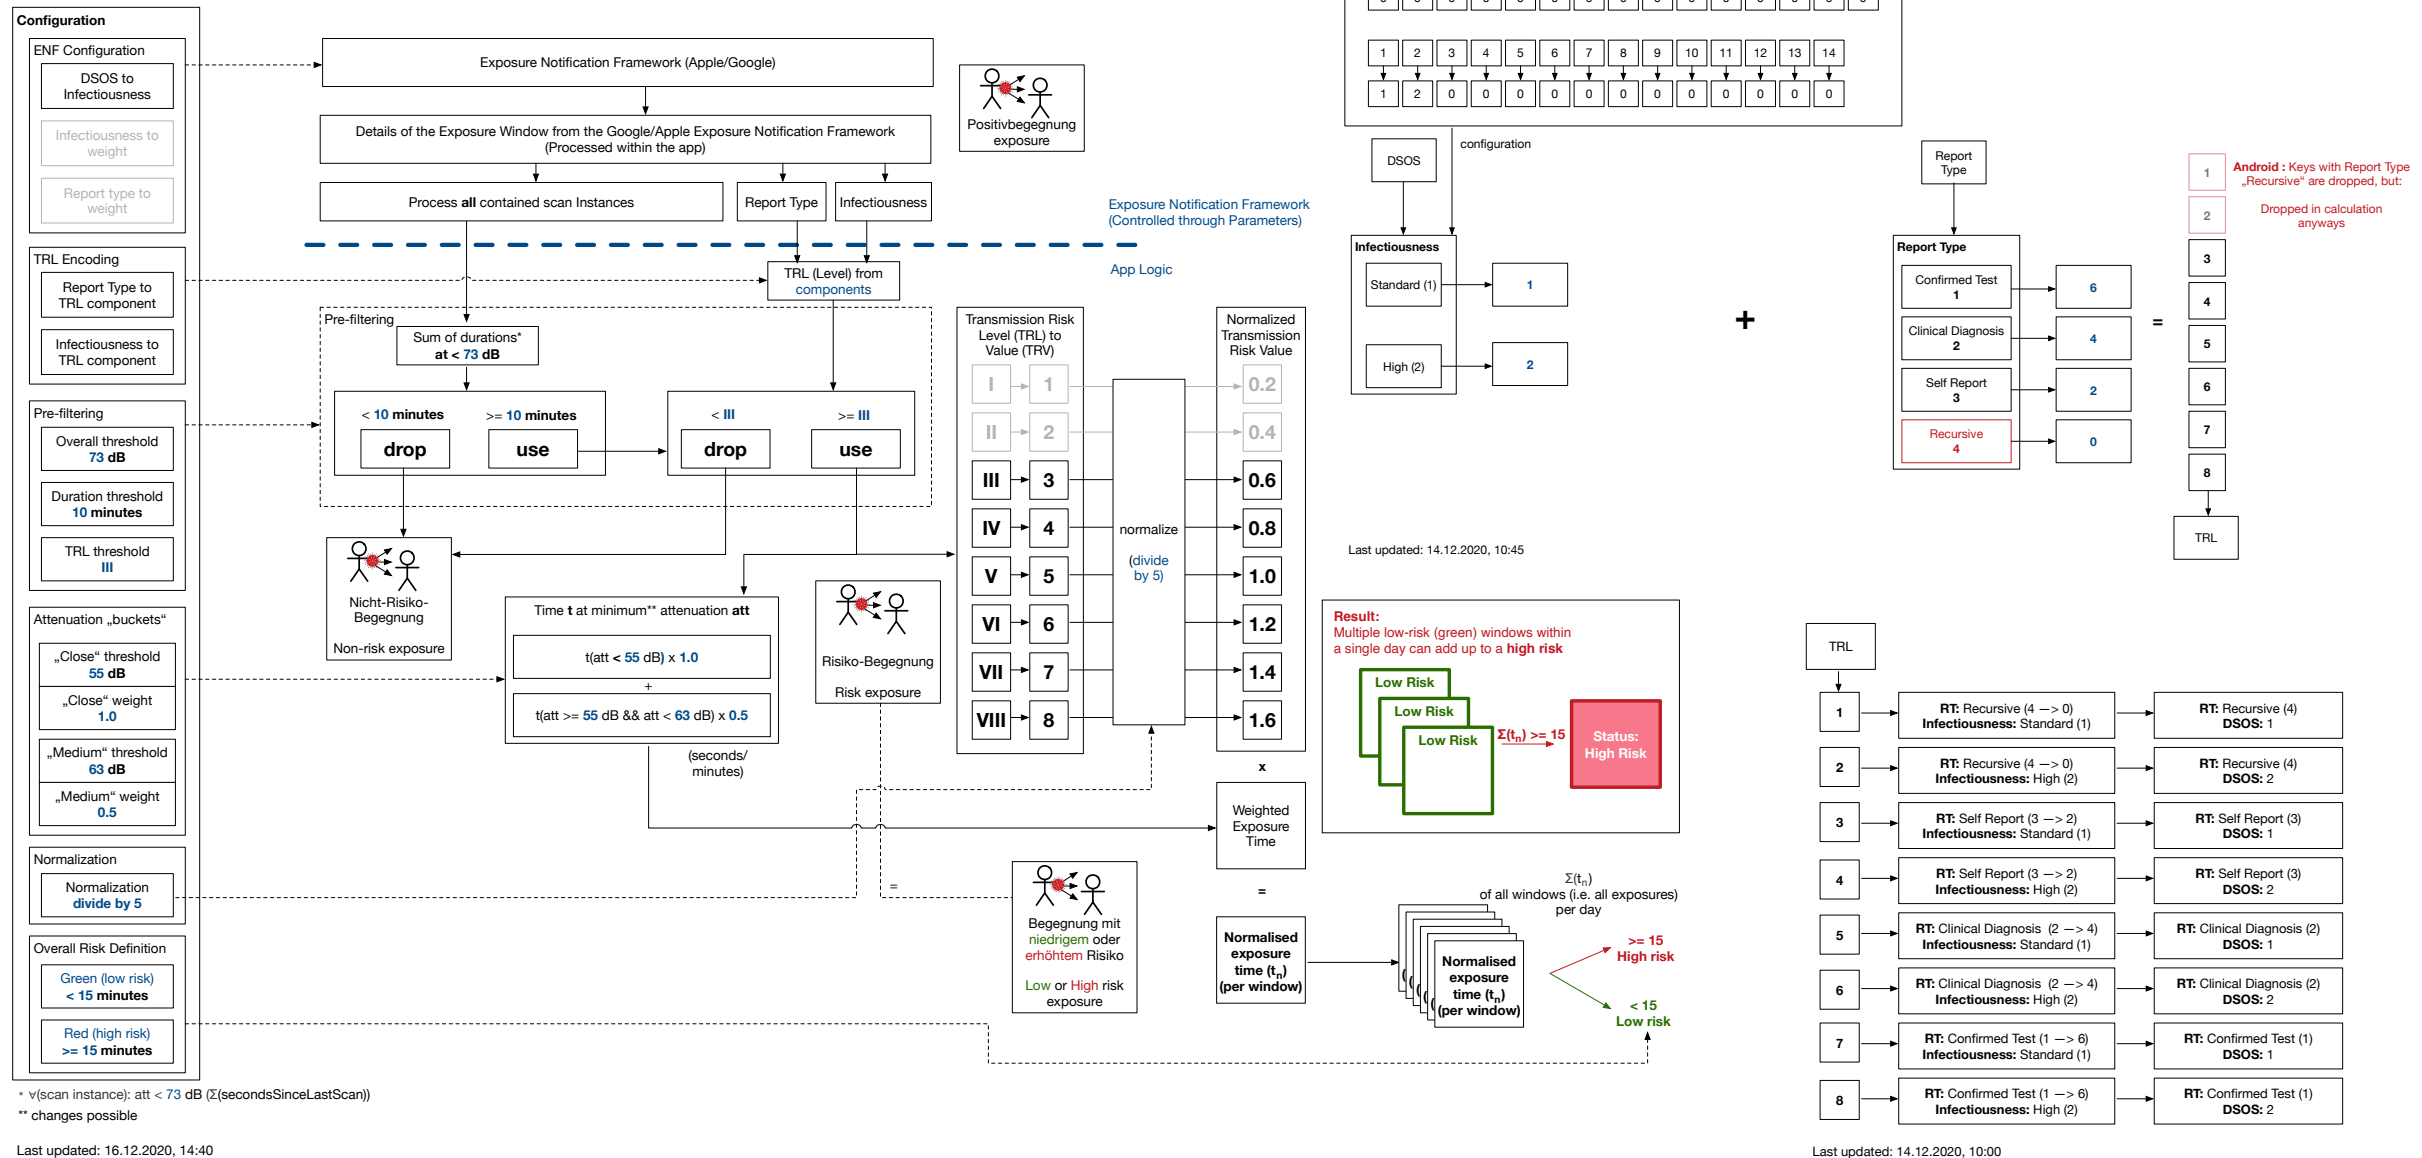 Configuration
ENF Configuration
DSOS to
Infectiousness
Infectiousness to
weight
Report type to
weight
TRL Encoding
Report Type to
TRL component
Infectiousness to
TRL component
Pre-filtering
Overall threshold
73 dB
Duration threshold
10 minutes
TRL threshold
III
Attenuation „buckets“
„Close“ threshold
55 dB
„Close“ weight
1.0
„Medium“ threshold
63 dB
„Medium“ weight
0.5
Normalization
Normalization
divide by 5
Overall Risk Definition
Green (low risk)
< 15 minutes
Red (high risk)
>= 15 minutes
* ∀(scan instance): att < 73 dB (Σ(secondsSinceLastScan))
** changes possible
Last updated: 16.12.2020, 14:40
Exposure Notification Framework (Apple/Google)
Details of the Exposure Window from the Google/Apple Exposure Notification Framework
(Processed within the app)
Process all contained scan Instances
Report Type
Infectiousness
Positivbegegnung
exposure
Exposure Notification Framework
(Controlled through Parameters)
App Logic
TRL (Level) from
components
Pre-filtering
Sum of durations*
at < 73 dB
< 10 minutes
>= 10 minutes
drop
use
< III
>= III
drop
use
Nicht-Risiko-
Begegnung
Non-risk exposure
Time t at minimum** attenuation att
t(att < 55 dB) x 1.0
+
t(att >= 55 dB && att < 63 dB) x 0.5
(seconds/
minutes)
Risiko-Begegnung
Risk exposure
=
Begegnung mit
niedrigem oder
erhöhtem Risiko
Low or High risk
exposure
Transmission Risk
Level (TRL) to
Value (TRV)
I 1
II 2
III 3
IV 4
V 5
VI 6
VII 7
VIII 8
normalize
(divide
by 5)
Normalized
Transmission
Risk Value
0.2
0.4
0.6
0.8
1.0
1.2
1.4
1.6
x
Weighted
Exposure
Time
=
Normalised
exposure
time (tn)
(per window)
Σ(tn)
of all windows (i.e. all exposures)
per day
Normalised
exposure
time (tn)
(per window)
>= 15
High risk
< 15
Low risk
1 2 3 4 5 6 7 8 9 10 11 12 13 14
1 2 0 0 0 0 0 0 0 0 0 0 0 0
configuration
DSOS
Infectiousness
Standard (1)
1
High (2)
2
+
Report
Type
Report Type
Confirmed Test
1
6
Clinical Diagnosis
2
4
Self Report
3
2
Recursive
4
0
=
1
2
3
4
5
6
7
8
TRL
Android : Keys with Report Type
„Recursive“ are dropped, but:
Dropped in calculation
anyways
Last updated: 14.12.2020, 10:45
Result:
Multiple low-risk (green) windows within
a single day can add up to a high risk
Low Risk
Low Risk
Low Risk
Σ(tn) >= 15
Status:
High Risk
TRL
1
RT: Recursive (4 —> 0)
Infectiousness: Standard (1)
RT: Recursive (4)
DSOS: 1
2
RT: Recursive (4 —> 0)
Infectiousness: High (2)
RT: Recursive (4)
DSOS: 2
3
RT: Self Report (3 —> 2)
Infectiousness: Standard (1)
RT: Self Report (3)
DSOS: 1
4
RT: Self Report (3 —> 2)
Infectiousness: High (2)
RT: Self Report (3)
DSOS: 2
5
RT: Clinical Diagnosis (2 —> 4)
Infectiousness: Standard (1)
RT: Clinical Diagnosis (2)
DSOS: 1
6
RT: Clinical Diagnosis (2 —> 4)
Infectiousness: High (2)
RT: Clinical Diagnosis (2)
DSOS: 2
7
RT: Confirmed Test (1 —> 6)
Infectiousness: Standard (1)
RT: Confirmed Test (1)
DSOS: 1
8
RT: Confirmed Test (1 —> 6)
Infectiousness: High (2)
RT: Confirmed Test (1)
DSOS: 2
Last updated: 14.12.2020, 10:00